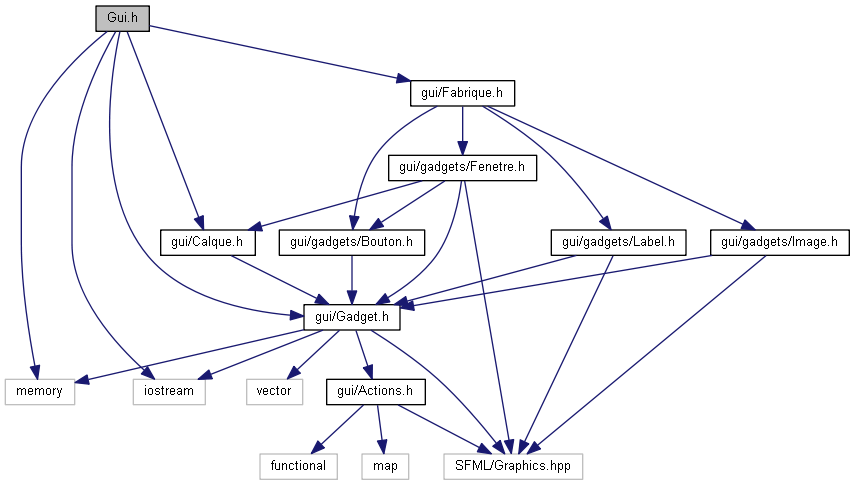 Gui.h
gui/Fabrique.h
gui/gadgets/Fenetre.h
gui/Calque.h
gui/gadgets/Bouton.h
gui/gadgets/Label.h
gui/gadgets/Image.h
gui/Gadget.h
memory
iostream
vector
gui/Actions.h
functional
map
SFML/Graphics.hpp